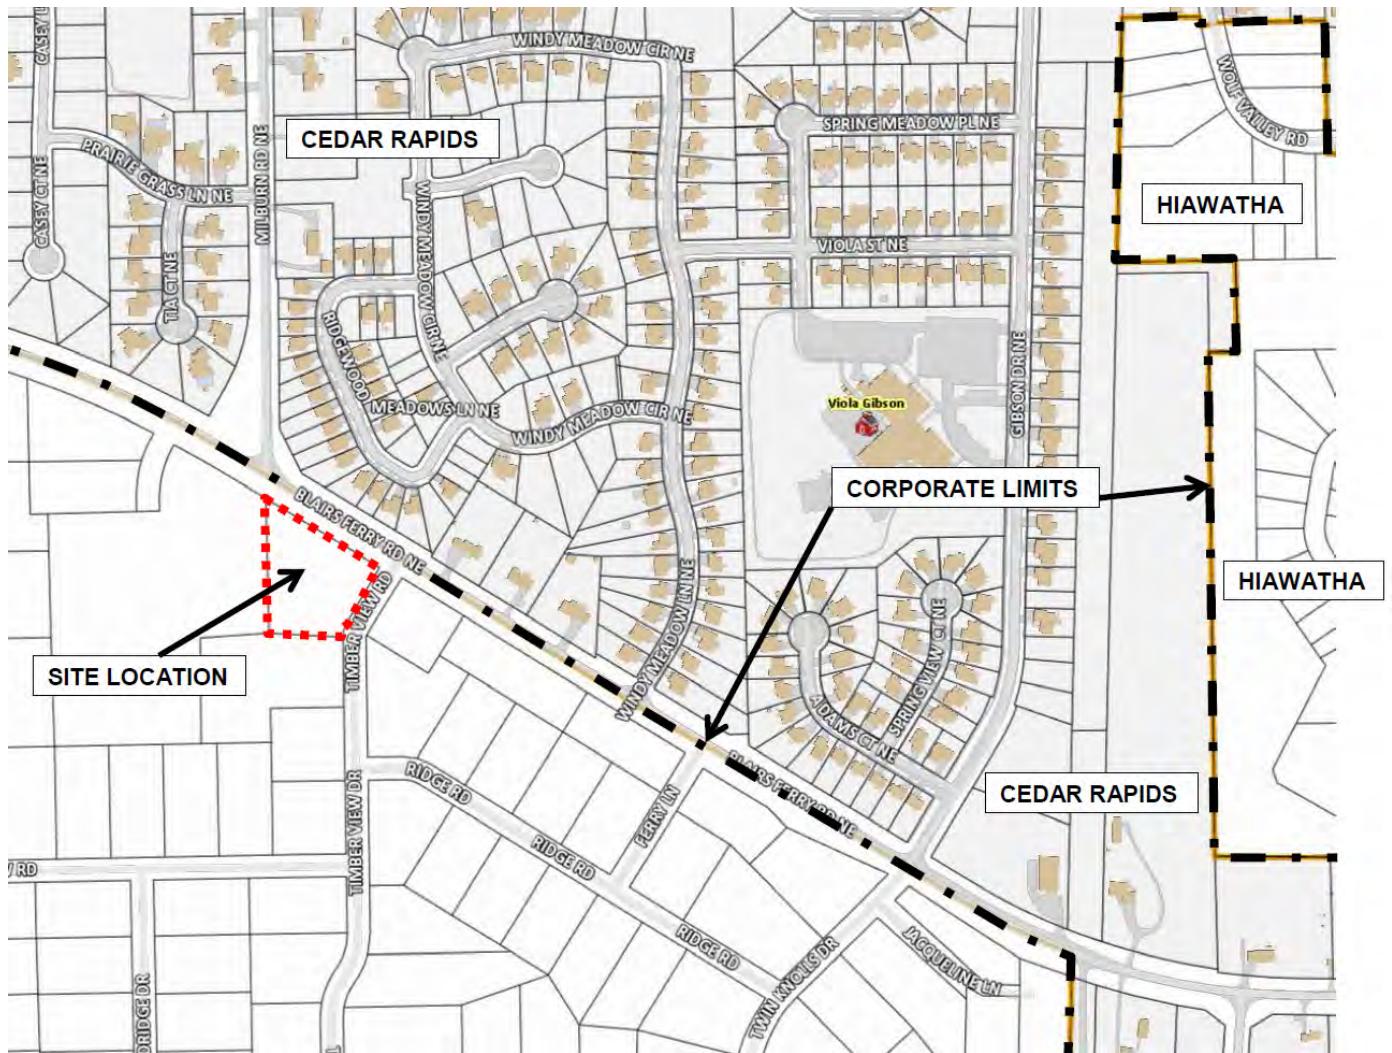 CASEY L
WINDY MEADOW CIR NE
WOLF VALLEY RD
CEDAR RAPIDS
SPRING MEADOW PL NE
PRAIRIE GRASS LN NE
MILBURN RD NE
CASEY CT NE
WINDY MEADOW CIR NE
HIAWATHA
VIOLA ST NE
TIA CT NE
RIDGEWOOD
MEADOWS LN NE
WINDY MEADOW CIR NE
Viola Gibson
GIBSON DR NE
CORPORATE LIMITS
BLAIRS FERRY RD NE
HIAWATHA
TIMBER VIEW RD
SITE LOCATION
WINDY MEADOW LN NE
SPRING VIEW CT NE
ADAMS CT NE
BLAIRS FERRY RD NE
CEDAR RAPIDS
TIMBER VIEW DR
RIDGE RD
FERRY LN
RIDGE RD
RD
RIDGE RD
TWIN KNOLLS DR
JACQUELINE LN
DRIDGE DR